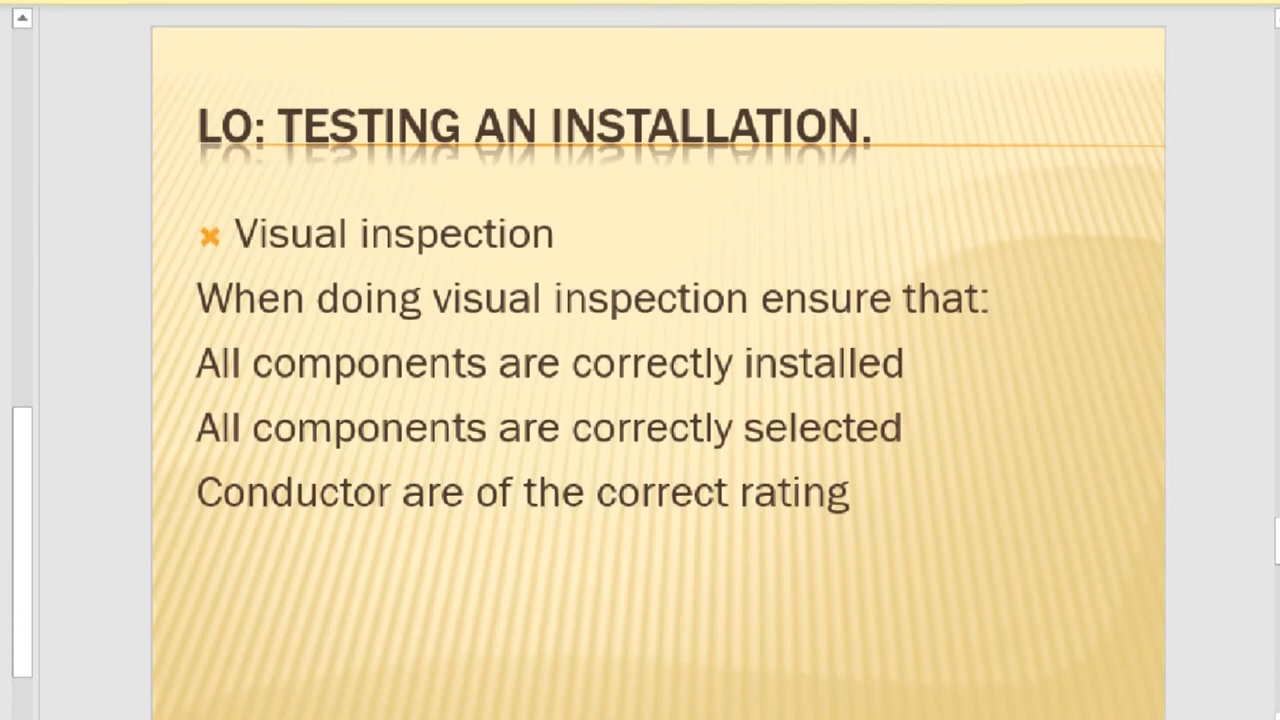 LO: TESTING AN INSTALLATION.
Visual inspection
When doing visual inspection ensure that:
All components are correctly installed
All components are correctly selected
Conductor are of the correct rating